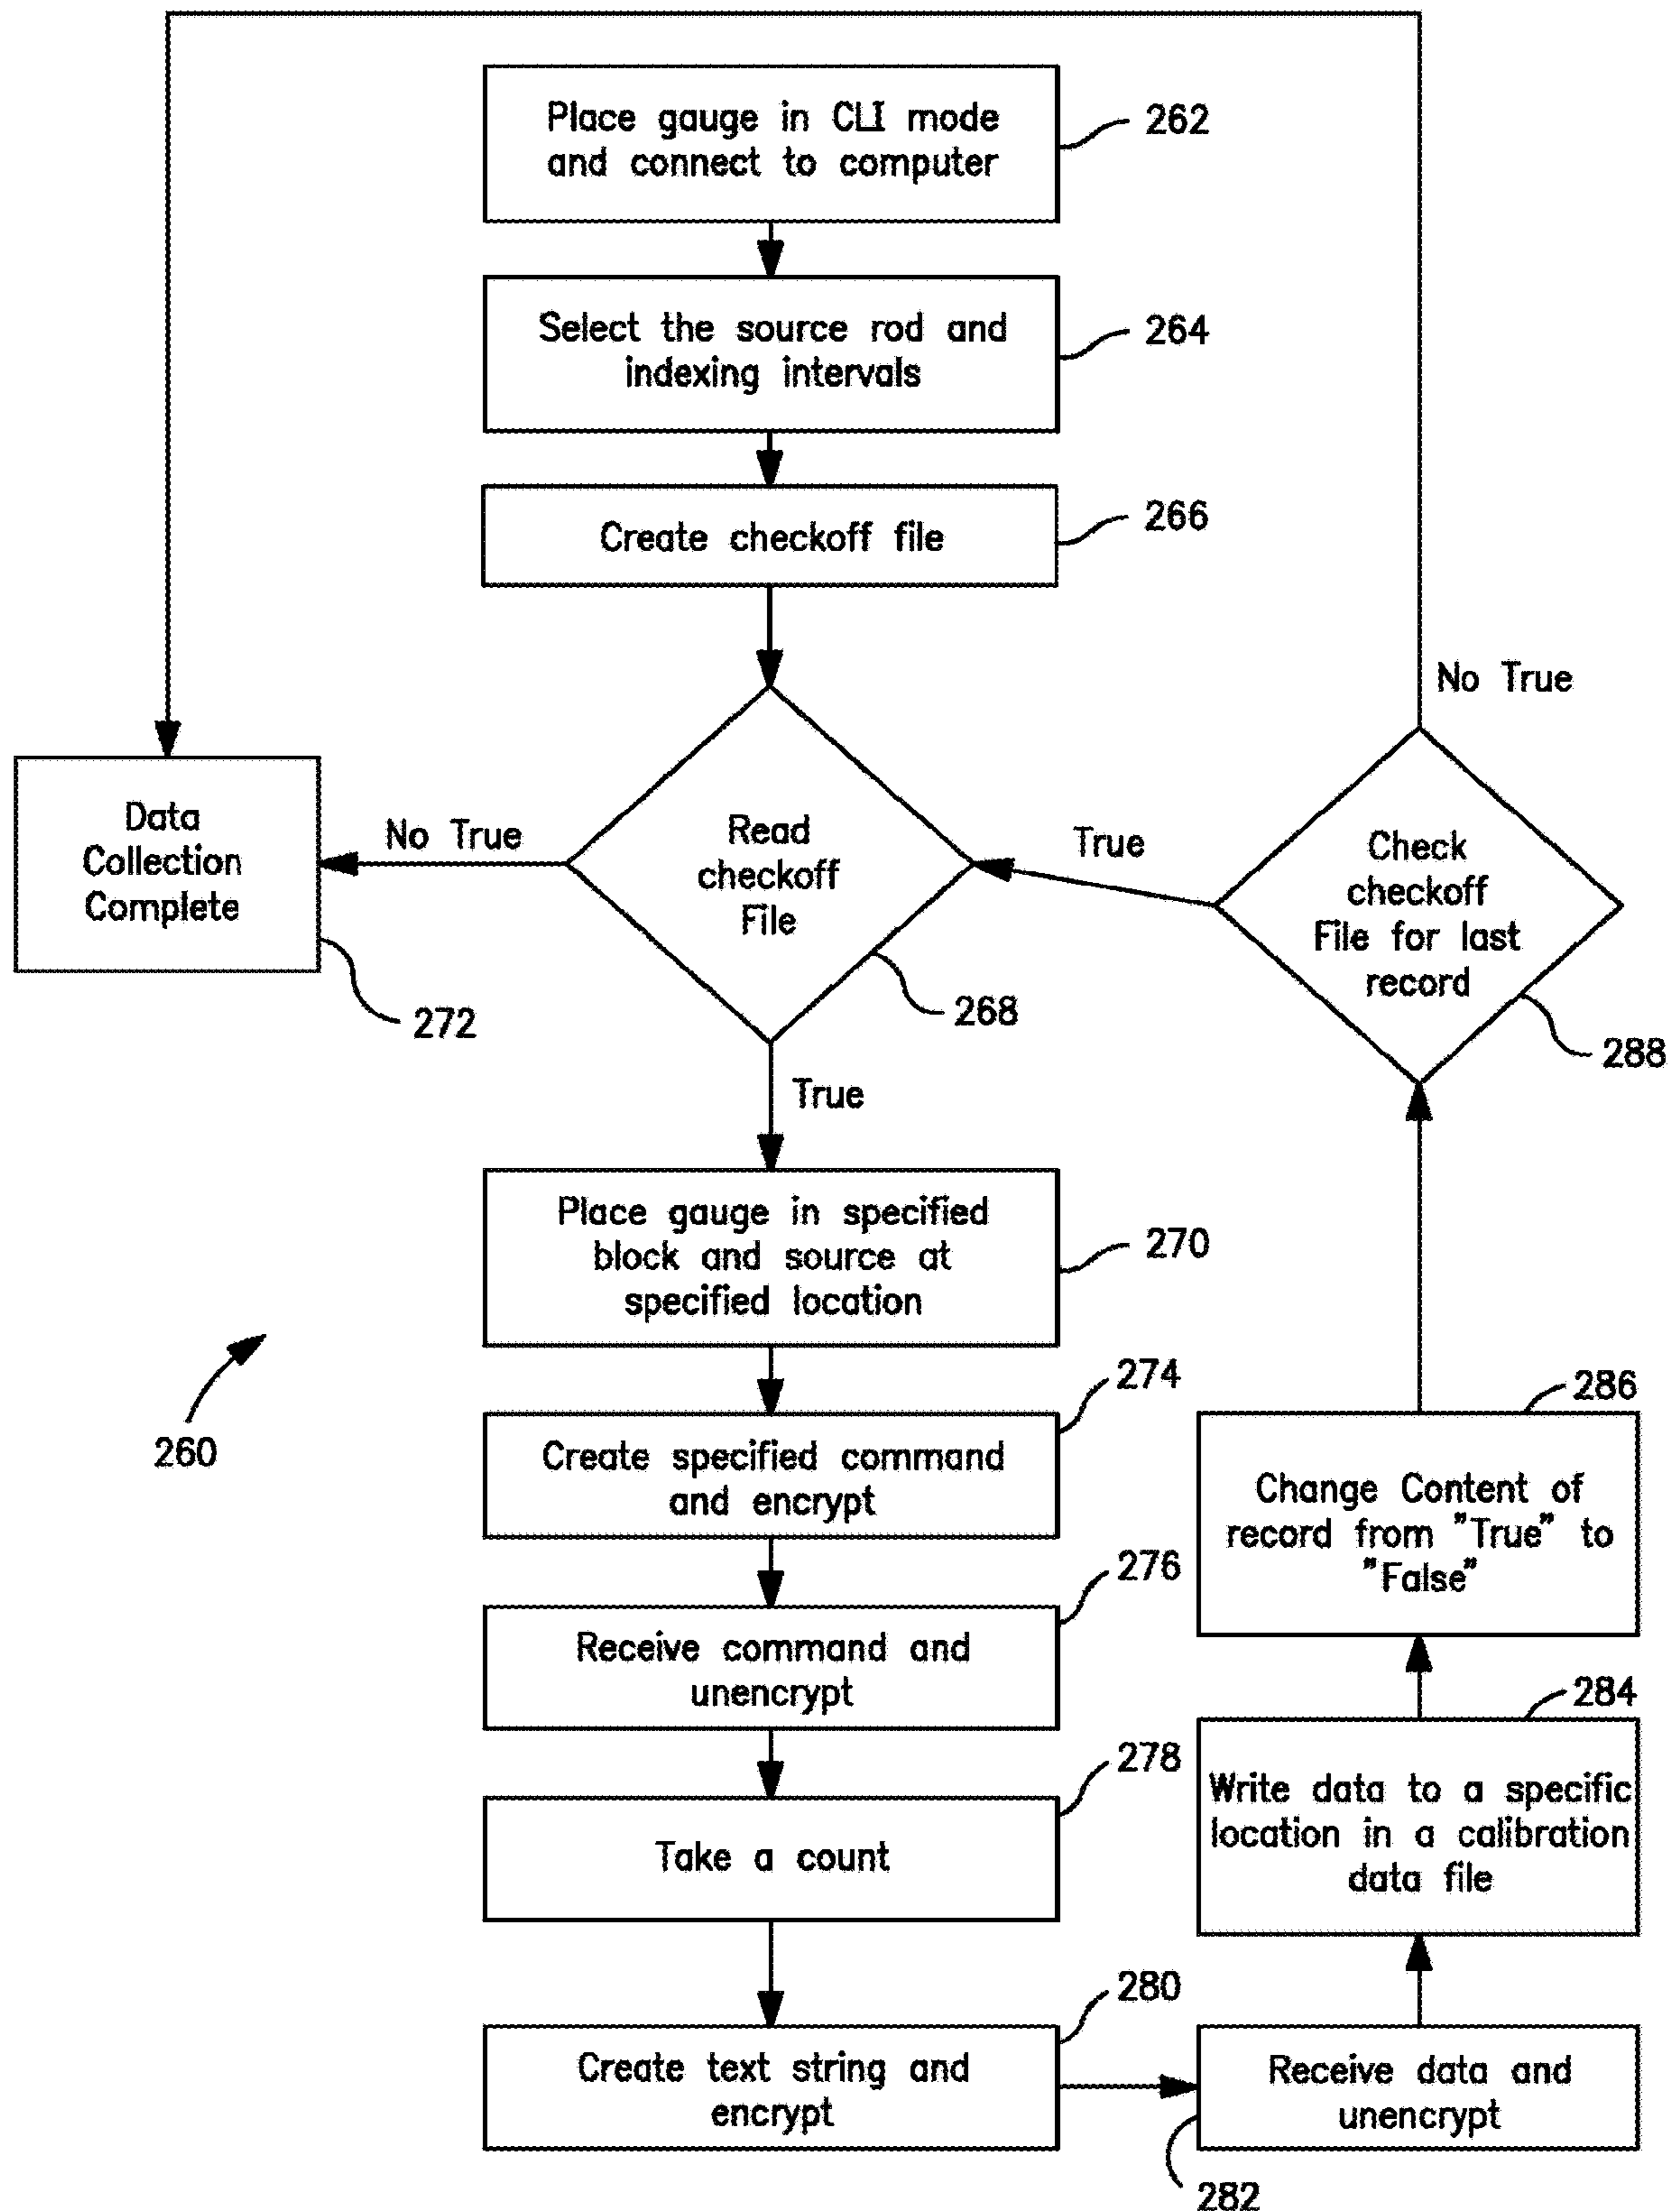 Place gauge in CLI mode
and connect to computer
262
Select the source rod and
indexing intervals
264
Create checkoff file
266
No True
Data
Collection
Complete
272
No True
Read
checkoff
File
268
True
Check
checkoff
File for last
record
288
True
Place gauge in specified
block and source at
specified location
270
260
Create specified command
and encrypt
274
Receive command and
unencrypt
276
Take a count
278
Create text string and
encrypt
280
Receive data and
unencrypt
282
Write data to a specific
location in a calibration
data file
284
Change Content of
record from "True" to
"False"
286